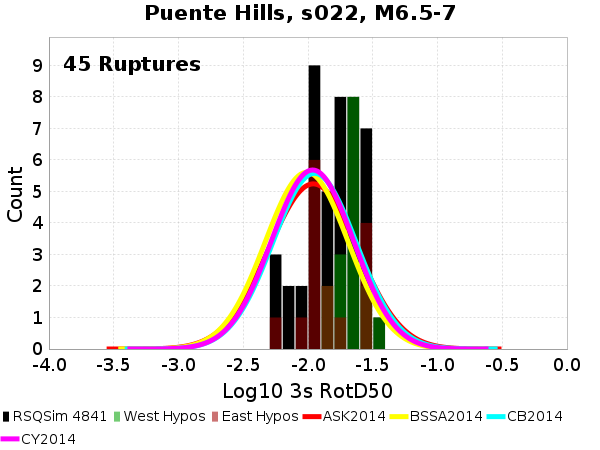 Puente Hills, s022, M6.5-7
45 Ruptures
Count
9
8
7
6
5
4
3
2
1
0
-4.0 -3.5 -3.0 -2.5 -2.0 -1.5 -1.0 -0.5 0.0
Log10 3s RotD50
RSQSim 4841 West Hypos East Hypos ASK2014 BSSA2014 CB2014
CY2014